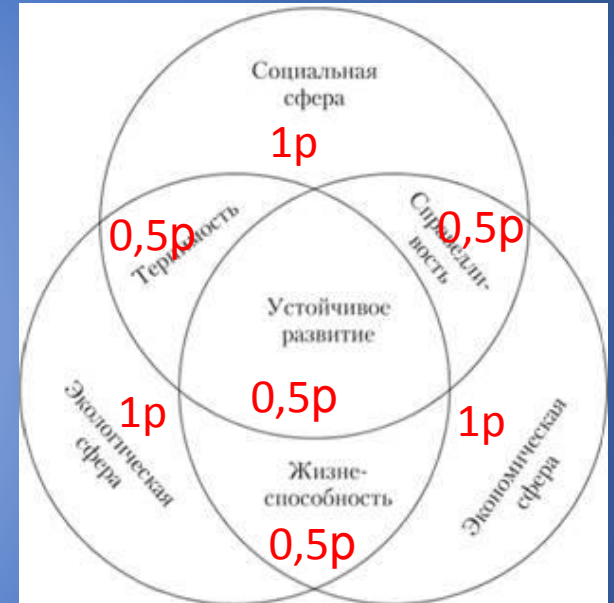 Социальная
сфера
1р
0,5р
Терпимость
0,5р
Справедли-
вость
Устойчивое
развитие
0,5р
Экологическая
сфера
1р
1р
Экономическая
сфера
Жизне-
способность
0,5р